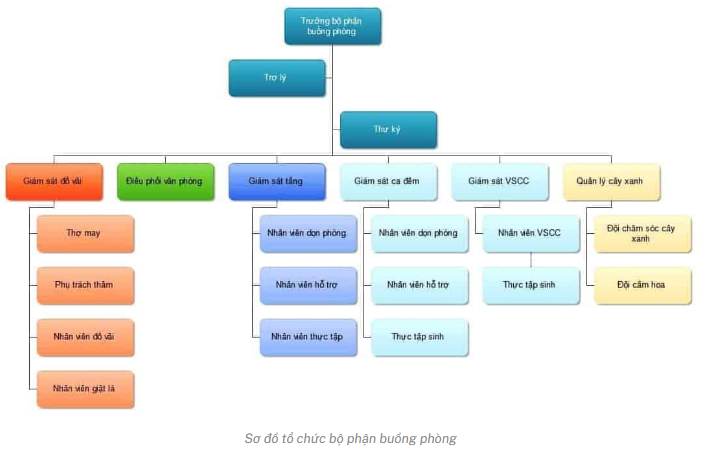 Trưởng bộ phận
buồng phòng
Trợ lý
Thư ký
Giám sát đồ vải
Điều phối văn phòng
Giám sát tầng
Giám sát ca đêm
Giám sát VSCC
Quản lý cây xanh
Thợ may
Nhân viên dọn phòng
Nhân viên dọn phòng
Nhân viên VSCC
Đội chăm sóc cây
xanh
Phụ trách thảm
Nhân viên hỗ trợ
Nhân viên hỗ trợ
Thực tập sinh
Đội cắm hoa
Nhân viên đồ vải
Nhân viên thực tập
Thực tập sinh
Nhân viên giặt là
Sơ đồ tổ chức bộ phận buồng phòng